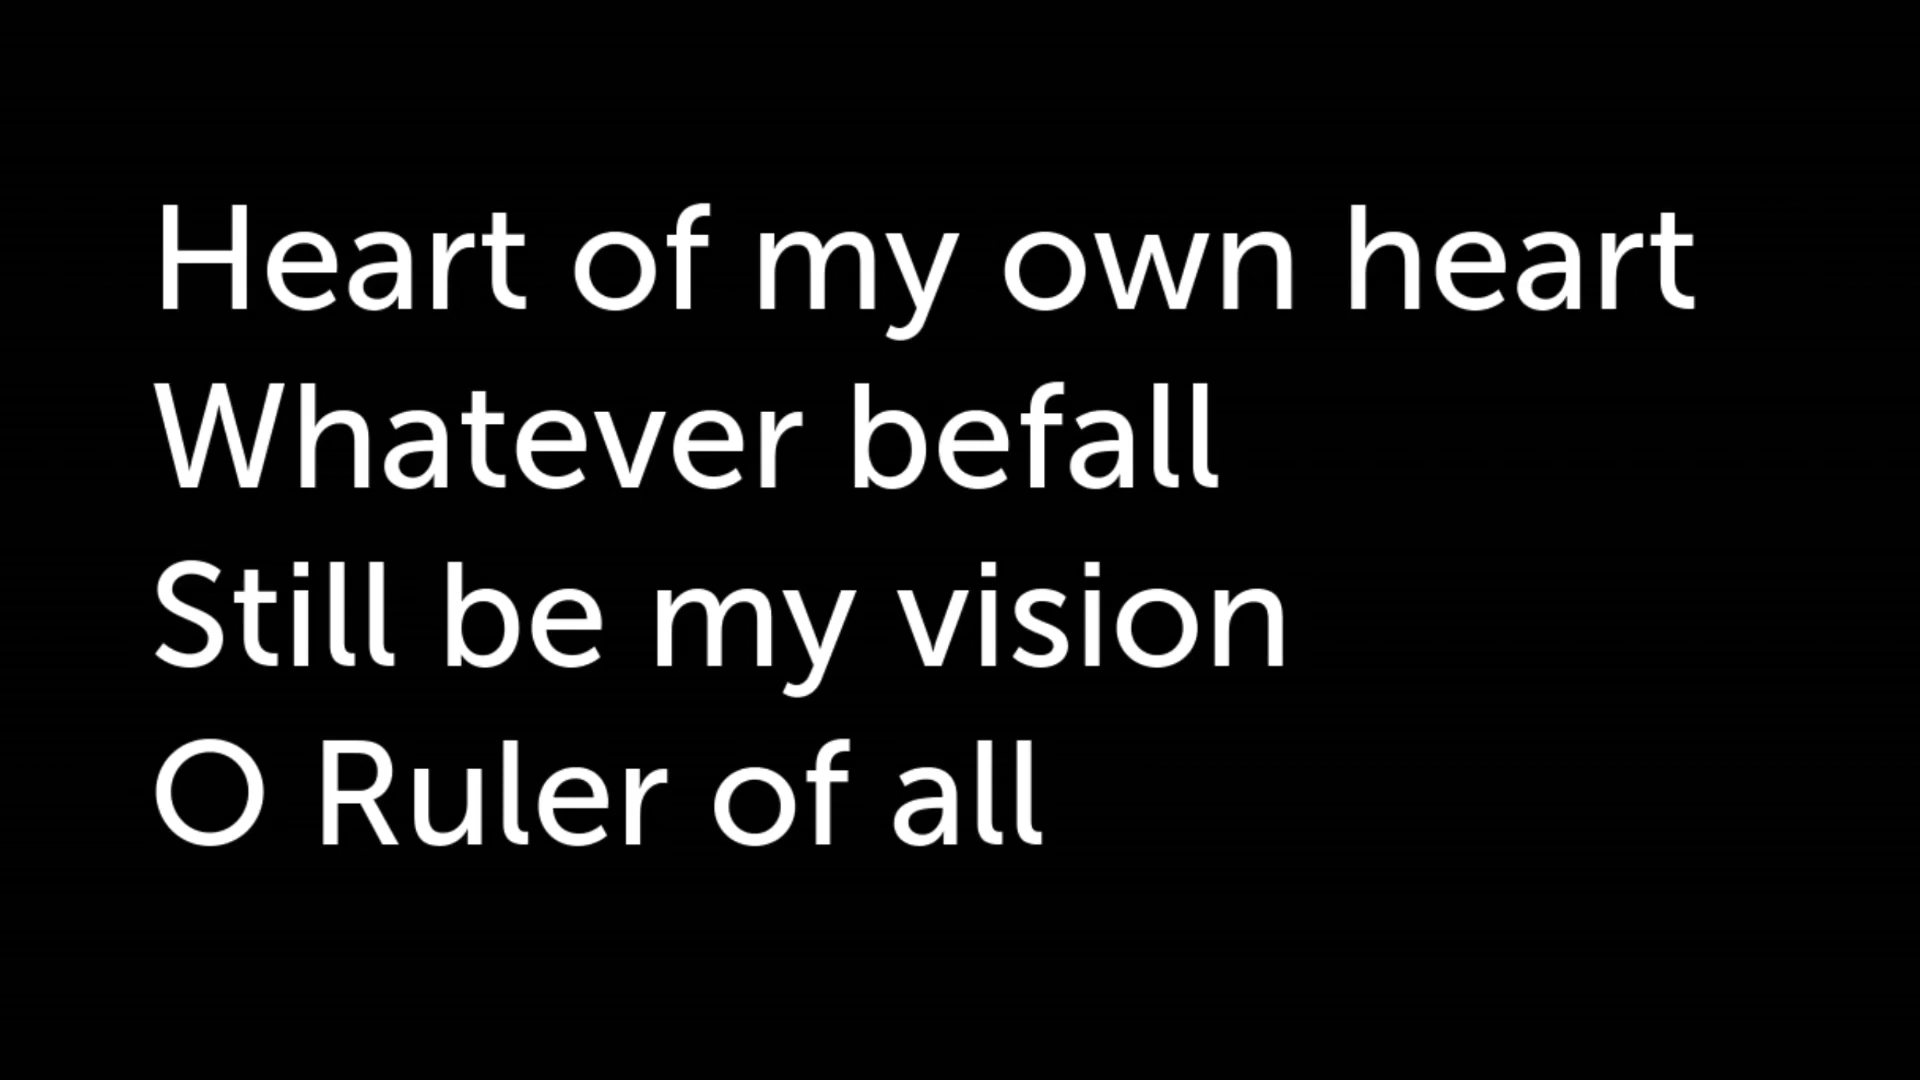 Heart of my own heart
Whatever befall
Still be my vision
O Ruler of all